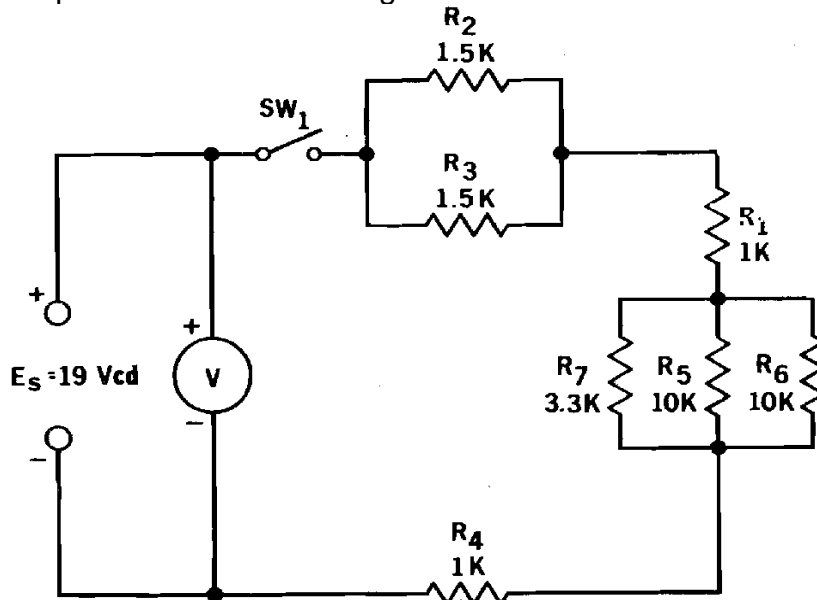 R2
1.5K
SW1
R3
1.5K
R1
1K
+
+
Es=19 Vcd
V
R7
3.3K
R5
10K
R6
10K
−
−
R4
1K